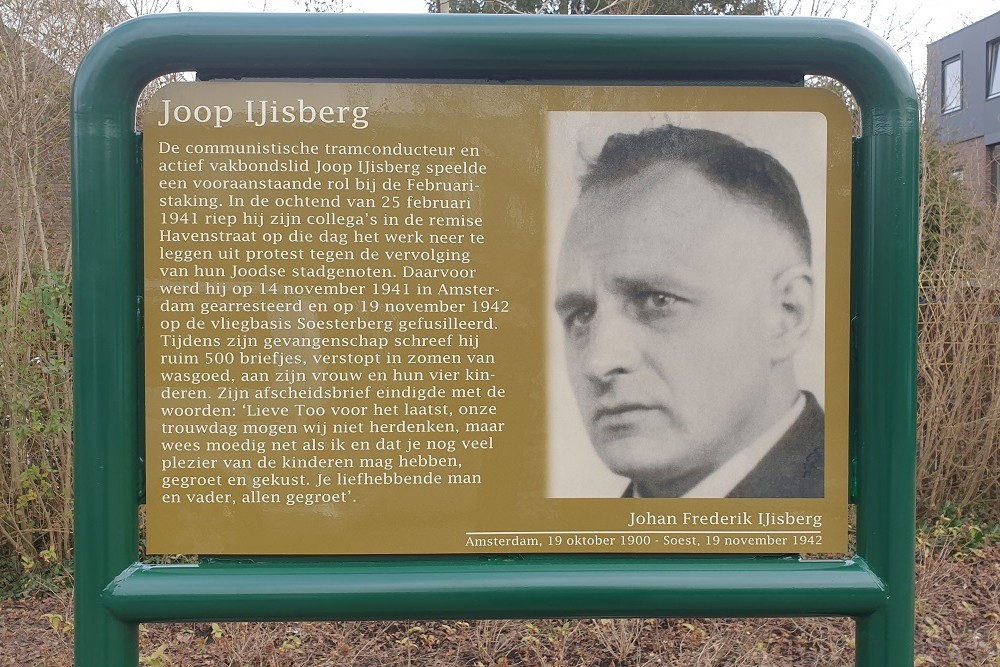 Joop IJisberg
De communistische tramconducteur en
actief vakbondslid Joop IJisberg speelde
een vooraanstaande rol bij de Februari-
staking. In de ochtend van 25 februari
1941 riep hij zijn collega's in de remise
Havenstraat op die dag het werk neer te
leggen uit protest tegen de vervolging
van hun Joodse stadgenoten. Daarvoor
werd hij op 14 november 1941 in Amster-
dam gearresteerd en op 19 november 1942
op de vliegbasis Soesterberg gefusilleerd.
Tijdens zijn gevangenschap schreef hij
ruim 500 briefjes, verstopt in zomen van
wasgoed, aan zijn vrouw en hun vier kin-
deren. Zijn afscheidsbrief eindigde met de
woorden: 'Lieve Too voor het laatst, onze
trouwdag mogen wij niet herdenken, maar
wees moedig net als ik en dat je nog veel
plezier van de kinderen mag hebben,
gegroet en gekust. Je liefhebbende man
en vader, allen gegroet'.
Johan Frederik IJisberg
Amsterdam, 19 oktober 1900 - Soest, 19 november 1942